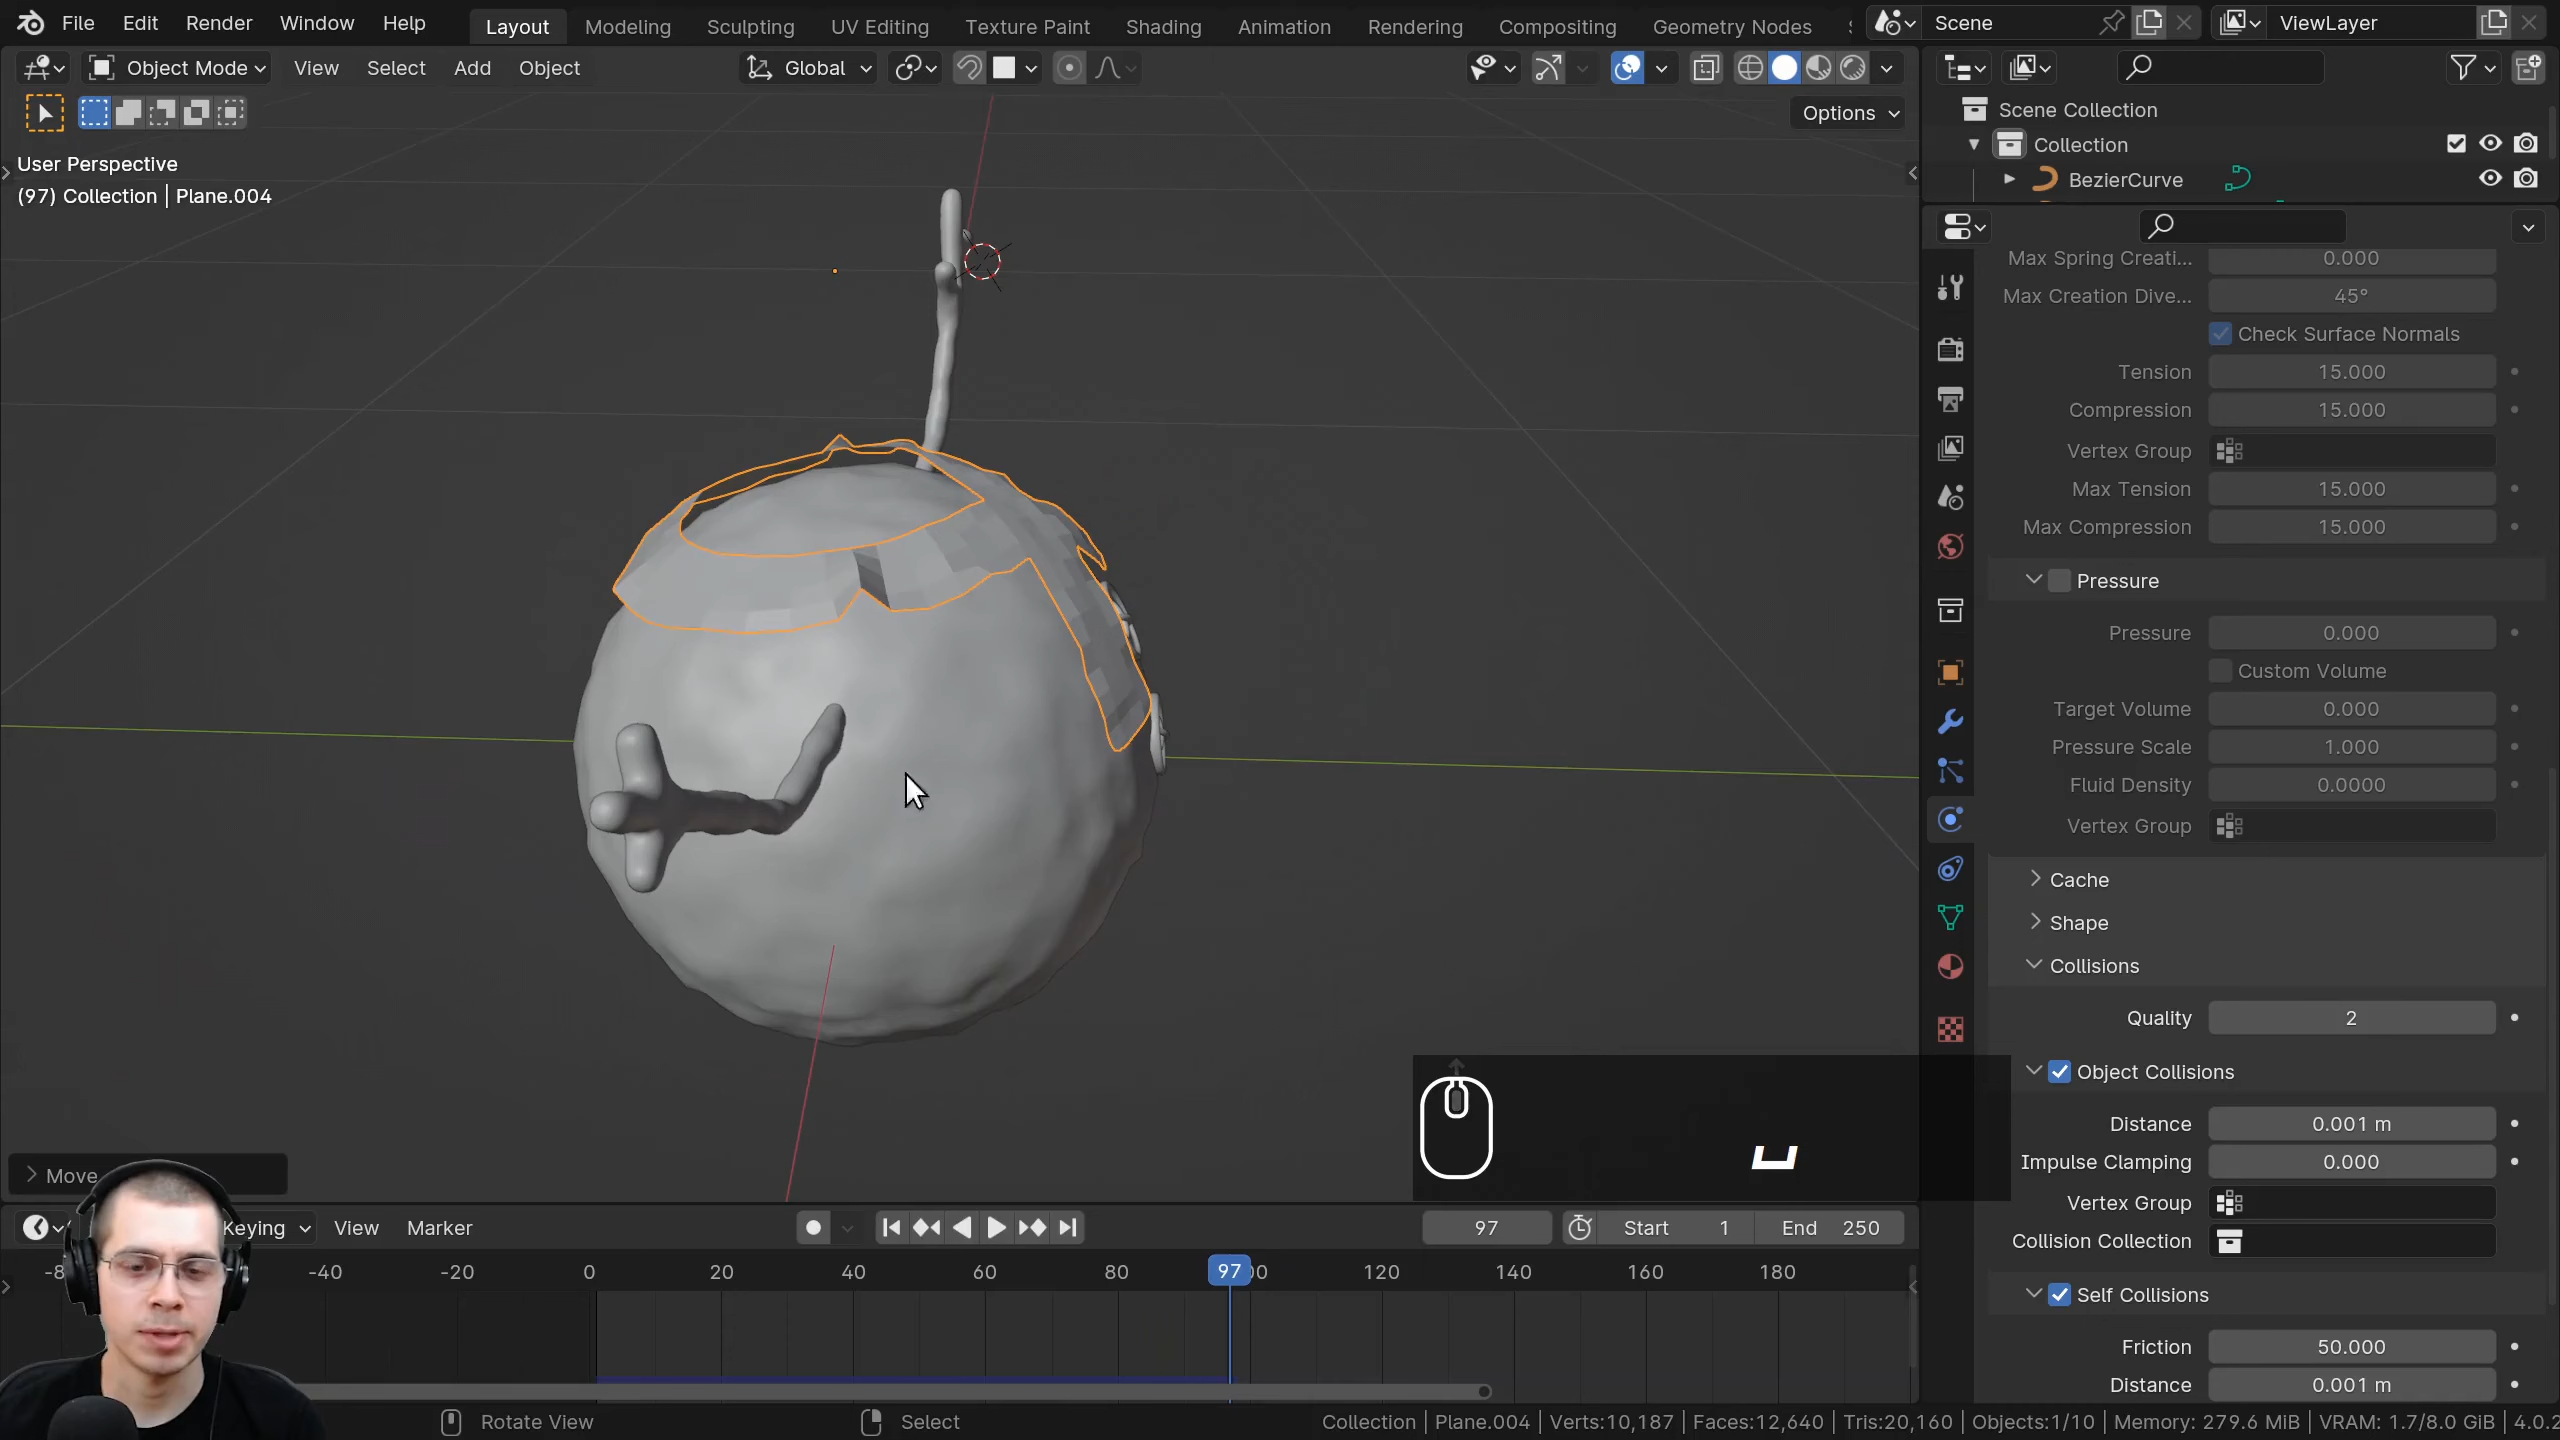 File Edit Render Window Help Layout Modeling Sculpting UV Editing Texture Paint Shading Animation Rendering Compositing Geometry Nodes Scene ViewLayer
Object Mode View Select Add Object Global
Options
User Perspective
(97) Collection | Plane.004
Scene Collection
Collection
BezierCurve
Max Spring Creati... 0.000
Max Creation Dive... 45°
Check Surface Normals
Tension 15.000
Compression 15.000
Vertex Group
Max Tension 15.000
Max Compression 15.000
Pressure
Pressure 0.000
Custom Volume
Target Volume 0.000
Pressure Scale 1.000
Fluid Density 0.0000
Vertex Group
Cache
Shape
Collisions
Quality 2
Object Collisions
Distance 0.001 m
Impulse Clamping 0.000
Vertex Group
Collision Collection
Self Collisions
Friction 50.000
Distance 0.001 m
Move
Keying View Marker 97 Start 1 End 250
-40 -20 0 20 40 60 80 97 120 140 160 180
Rotate View Select Collection | Plane.004 | Verts:10,187 | Faces:12,640 | Tris:20,160 | Objects:1/10 | Memory: 279.6 MiB | VRAM: 1.7/8.0 GiB | 4.0.2